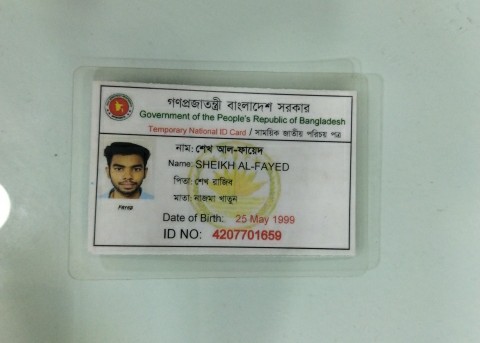 গণপ্রজাতন্ত্রী বাংলাদেশ সরকার
Government of the People's Republic of Bangladesh
Temporary National ID Card / সাময়িক জাতীয় পরিচয় পত্র
নাম: শেখ আল-ফায়েদ
Name: SHEIKH AL-FAYED
পিতা: শেখ রাজিব
মাতা: নাজমা খাতুন
Date of Birth: 25 May 1999
ID NO: 4207701659